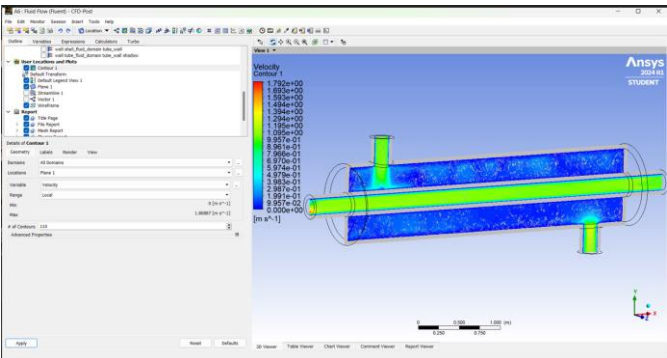 A6 : Fluid Flow (Fluent) - CFD-Post
File Edit Monitor Session Insert Tools Help
Location
Outline Variables Expressions Calculators Turbo
wall shell_fluid_domain tube_wall
wall tube_fluid_domain tube_wall shadow
User Locations and Plots
Contour 1
Default Transform
Default Legend View 1
Plane 1
Streamline 1
Vector 1
Wireframe
Report
Title Page
File Report
Mesh Report
Details of Contour 1
Geometry Labels Render View
Domains All Domains
Locations Plane 1
Variable Velocity
Range Local
Min 0 [m s^-1]
Max
# of Contours 110
Advanced Properties
Apply Reset Defaults
View 1
Velocity
Contour 1
1.792e+00
1.693e+00
1.593e+00
1.494e+00
1.394e+00
1.294e+00
1.195e+00
1.095e+00
9.957e-01
8.961e-01
7.966e-01
6.970e-01
5.974e-01
4.979e-01
3.983e-01
2.987e-01
1.991e-01
9.957e-02
0.000e+00
[m s^-1]
Ansys
2024 R1
STUDENT
0 0.500 1.000 (m)
0.250 0.750
Y
X
Z
3D Viewer Table Viewer Chart Viewer Comment Viewer Report Viewer